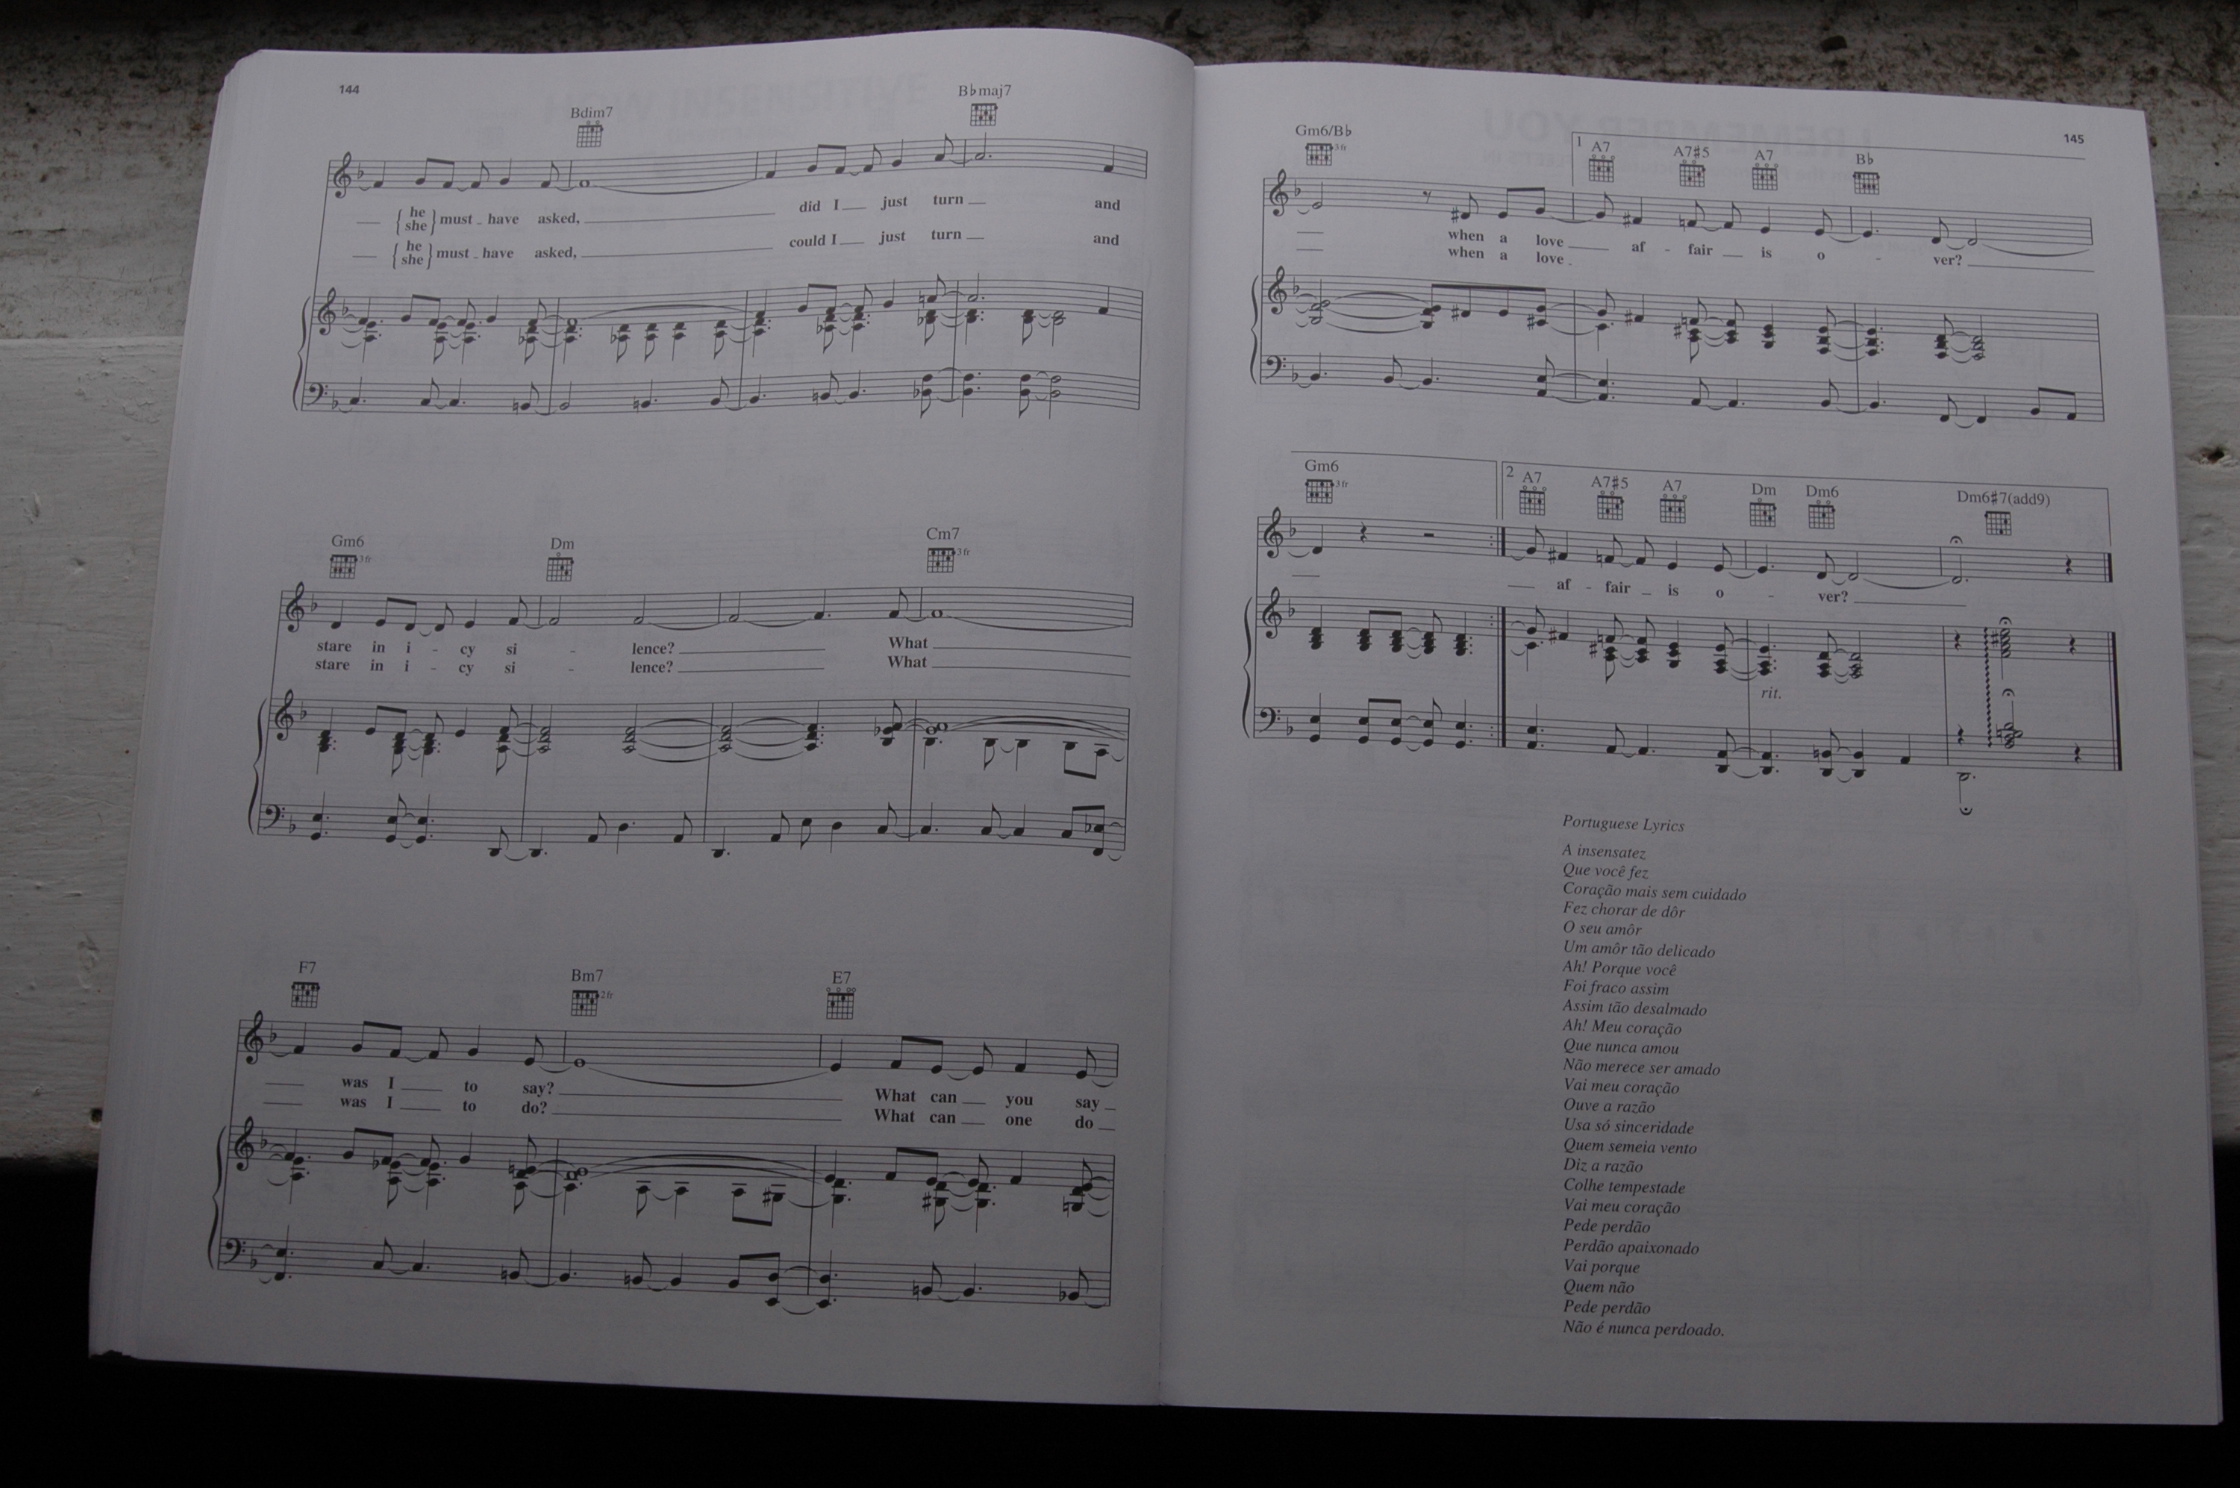 144
Bdim7 B♭maj7
he must have asked, did I just turn and
she
he must have asked, could I just turn and
she
Gm6 3fr Dm Cm7 3fr
stare in i - cy si - lence? What
stare in i - cy si - lence? What
F7 Bm7 2fr E7
was I to say? What can you say
was I to do? What can one do
145
Gm6/B♭ 3fr 1 A7 A7♯5 A7 B♭
when a love af - fair is o - ver?
when a love
Gm6 3fr 2 A7 A7♯5 A7 Dm Dm6 Dm6♯7(add9)
af - fair is o - ver?
rit.
Portuguese Lyrics
A insensatez
Que você fez
Coração mais sem cuidado
Fez chorar de dôr
O seu amôr
Um amôr tão delicado
Ah! Porque você
Foi fraco assim
Assim tão desalmado
Ah! Meu coração
Que nunca amou
Não merece ser amado
Vai meu coração
Ouve a razão
Usa só sinceridade
Quem semeia vento
Diz a razão
Colhe tempestade
Vai meu coração
Pede perdão
Perdão apaixonado
Vai porque
Quem não
Pede perdão
Não é nunca perdoado.